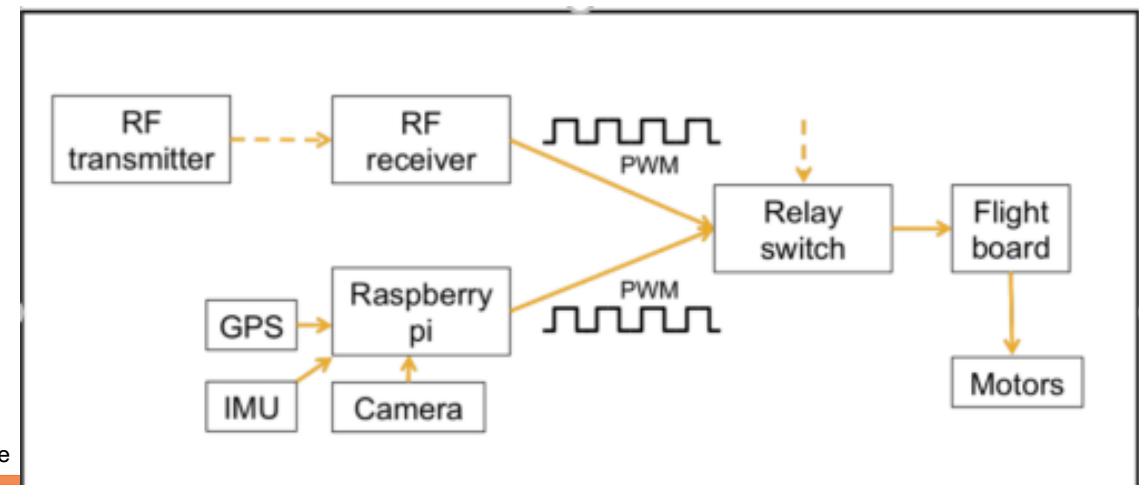 RF
transmitter
RF
receiver
PWM
Relay
switch
Flight
board
Raspberry
pi
PWM
GPS
IMU
Camera
Motors
e